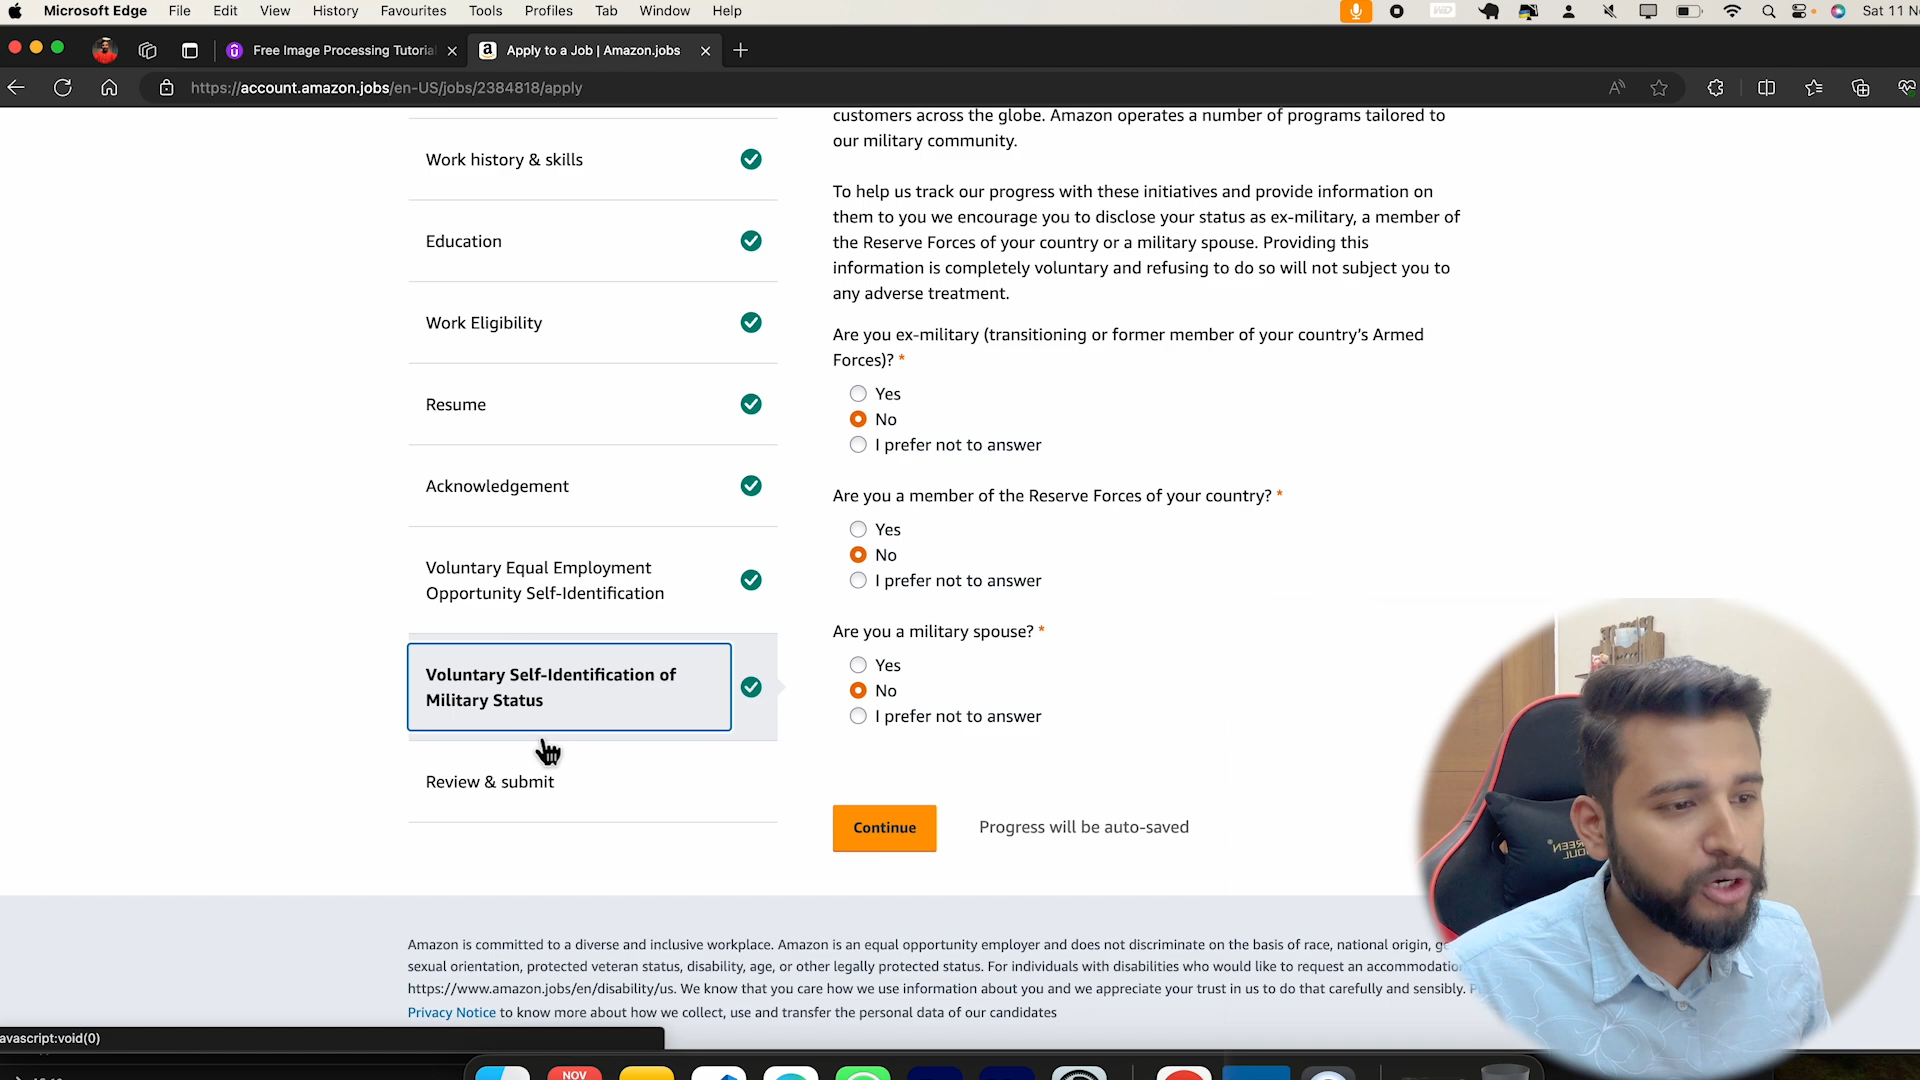 Microsoft Edge File Edit View History Favourites Tools Profiles Tab Window Help Sat 11
Free Image Processing Tutoria Apply to a Job | Amazon.jobs
https://account.amazon.jobs/en-US/jobs/2384818/apply
Work history & skills
Education
Work Eligibility
Resume
Acknowledgement
Voluntary Equal Employment
Opportunity Self-Identification
Voluntary Self-Identification of
Military Status
Review & submit
customers across the globe. Amazon operates a number of programs tailored to
our military community.
To help us track our progress with these initiatives and provide information on
them to you we encourage you to disclose your status as ex-military, a member of
the Reserve Forces of your country or a military spouse. Providing this
information is completely voluntary and refusing to do so will not subject you to
any adverse treatment.
Are you ex-military (transitioning or former member of your country's Armed
Forces)? *
Yes
No
I prefer not to answer
Are you a member of the Reserve Forces of your country? *
Yes
No
I prefer not to answer
Are you a military spouse? *
Yes
No
I prefer not to answer
Continue Progress will be auto-saved
Amazon is committed to a diverse and inclusive workplace. Amazon is an equal opportunity employer and does not discriminate on the basis of race, national origin,
sexual orientation, protected veteran status, disability, age, or other legally protected status. For individuals with disabilities who would like to request an accommodatio
https://www.amazon.jobs/en/disability/us. We know that you care how we use information about you and we appreciate your trust in us to do that carefully and sensibly.
Privacy Notice to know more about how we collect, use and transfer the personal data of our candidates
avascript:void(0)
NOV